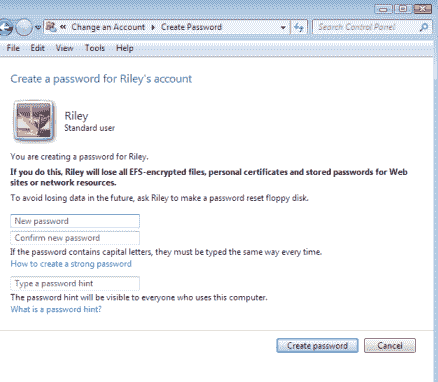 « Change an Account ▸ Create Password
Search Control Panel
File Edit View Tools Help
Create a password for Riley's account
Riley
Standard user
You are creating a password for Riley.
If you do this, Riley will lose all EFS-encrypted files, personal certificates and stored passwords for Web
sites or network resources.
To avoid losing data in the future, ask Riley to make a password reset floppy disk.
New password
Confirm new password
If the password contains capital letters, they must be typed the same way every time.
How to create a strong password
Type a password hint
The password hint will be visible to everyone who uses this computer.
What is a password hint?
Create password Cancel